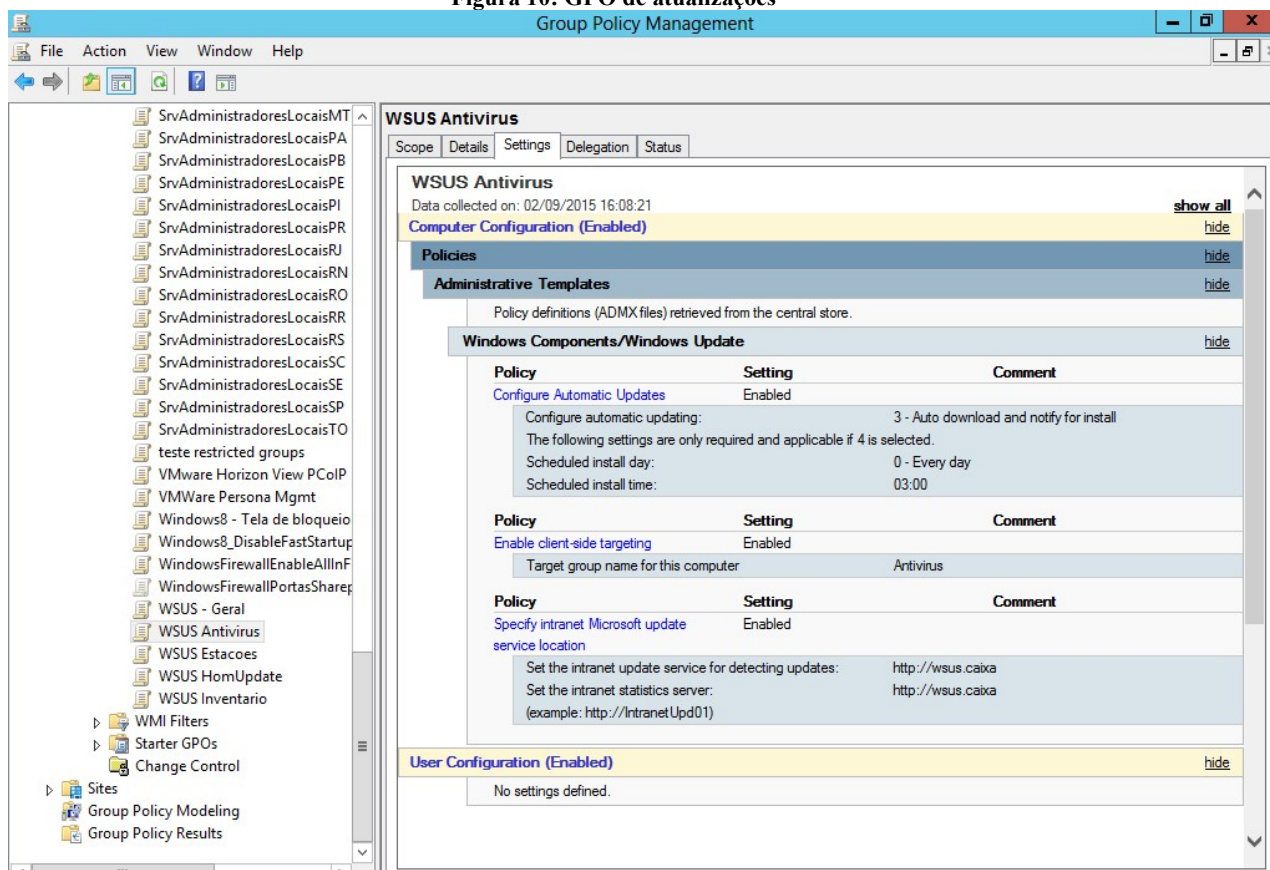 Figura 10: GPO de atualizações
Group Policy Management
File Action View Window Help
SrvAdministradoresLocaisMT
SrvAdministradoresLocaisPA
SrvAdministradoresLocaisPB
SrvAdministradoresLocaisPE
SrvAdministradoresLocaisPI
SrvAdministradoresLocaisPR
SrvAdministradoresLocaisRJ
SrvAdministradoresLocaisRN
SrvAdministradoresLocaisRO
SrvAdministradoresLocaisRR
SrvAdministradoresLocaisRS
SrvAdministradoresLocaisSC
SrvAdministradoresLocaisSE
SrvAdministradoresLocaisSP
SrvAdministradoresLocaisTO
teste restricted groups
VMware Horizon View PCoIP
VMWare Persona Mgmt
Windows8 - Tela de bloqueio
Windows8_DisableFastStartup
WindowsFirewallEnableAllInF
WindowsFirewallPortasSharep
WSUS - Geral
WSUS Antivirus
WSUS Estacoes
WSUS HomUpdate
WSUS Inventario
WMI Filters
Starter GPOs
Change Control
Sites
Group Policy Modeling
Group Policy Results
WSUS Antivirus
Scope Details Settings Delegation Status
WSUS Antivirus
Data collected on: 02/09/2015 16:08:21 show all
Computer Configuration (Enabled) hide
Policies hide
Administrative Templates hide
Policy definitions (ADMX files) retrieved from the central store.
Windows Components/Windows Update hide
Policy Setting Comment
Configure Automatic Updates Enabled
Configure automatic updating: 3 - Auto download and notify for install
The following settings are only required and applicable if 4 is selected.
Scheduled install day: 0 - Every day
Scheduled install time: 03:00
Policy Setting Comment
Enable client-side targeting Enabled
Target group name for this computer Antivirus
Policy Setting Comment
Specify intranet Microsoft update Enabled
service location
Set the intranet update service for detecting updates: http://wsus.caixa
Set the intranet statistics server: http://wsus.caixa
(example: http://IntranetUpd01)
User Configuration (Enabled) hide
No settings defined.